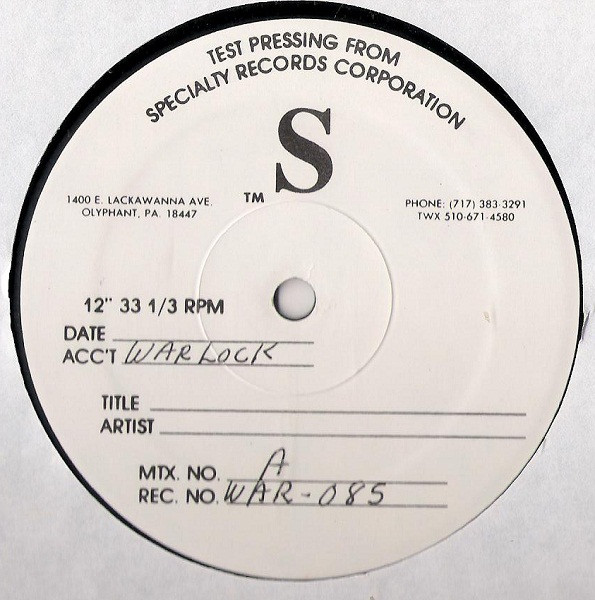 TEST PRESSING FROM
SPECIALTY RECORDS CORPORATION
S
TM
1400 E. LACKAWANNA AVE.
OLYPHANT, PA. 18447
PHONE: (717) 383-3291
TWX 510-671-4580
12" 33 1/3 RPM
DATE
ACC'T WARLOCK
TITLE
ARTIST
MTX. NO. A
REC. NO. WAR-085